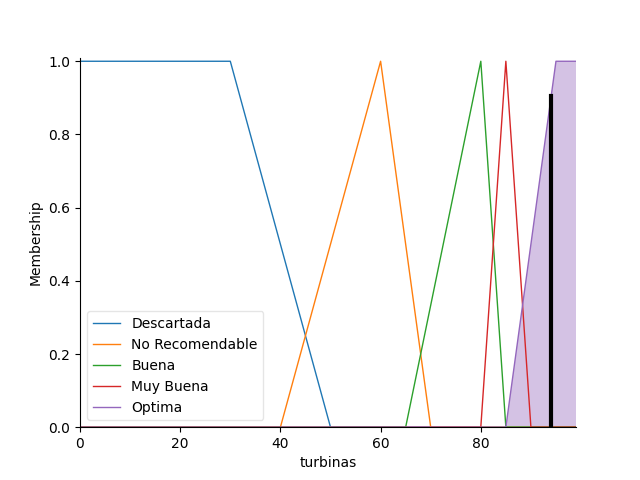 1.0
0.8
0.6
0.4
0.2
0.0
Membership
Descartada
No Recomendable
Buena
Muy Buena
Optima
0 20 40 60 80
turbinas